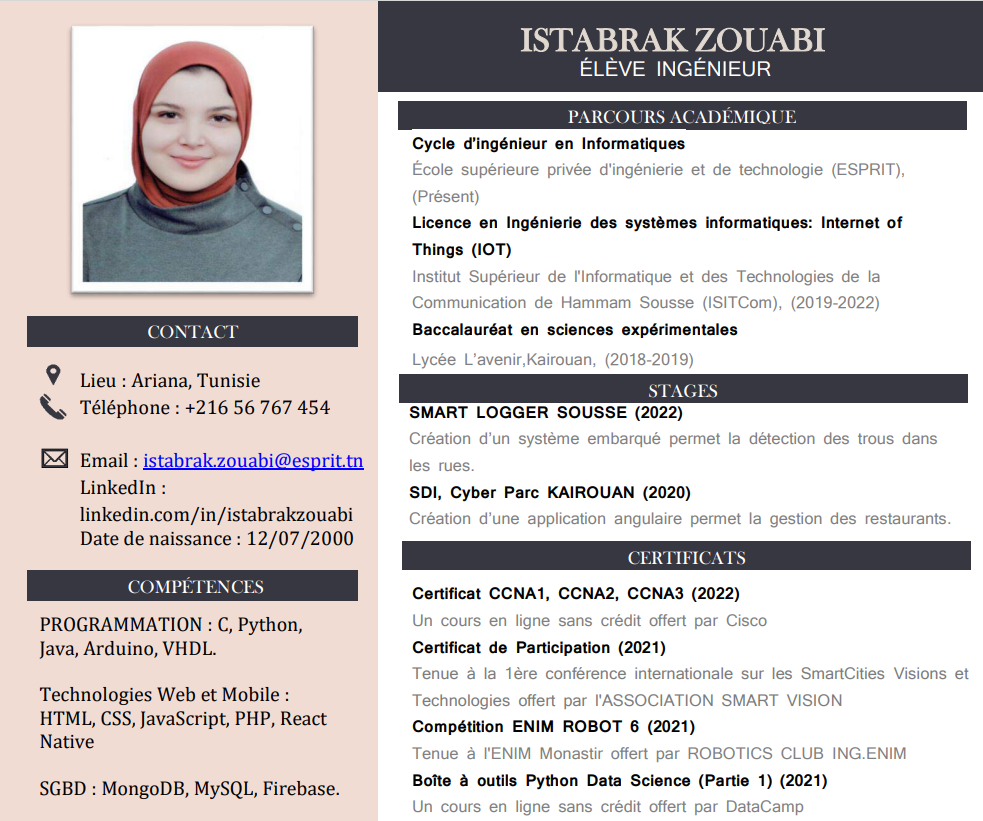 ISTABRAK ZOUABI
ÉLÈVE INGÉNIEUR
CONTACT
Lieu : Ariana, Tunisie
Téléphone : +216 56 767 454
Email : istabrak.zouabi@esprit.tn
LinkedIn :
linkedin.com/in/istabrakzouabi
Date de naissance : 12/07/2000
COMPÉTENCES
PROGRAMMATION : C, Python,
Java, Arduino, VHDL.
Technologies Web et Mobile :
HTML, CSS, JavaScript, PHP, React
Native
SGBD : MongoDB, MySQL, Firebase.
PARCOURS ACADÉMIQUE
Cycle d'ingénieur en Informatiques
École supérieure privée d'ingénierie et de technologie (ESPRIT),
(Présent)
Licence en Ingénierie des systèmes informatiques: Internet of
Things (IOT)
Institut Supérieur de l'Informatique et des Technologies de la
Communication de Hammam Sousse (ISITCom), (2019-2022)
Baccalauréat en sciences expérimentales
Lycée L'avenir,Kairouan, (2018-2019)
STAGES
SMART LOGGER SOUSSE (2022)
Création d'un système embarqué permet la détection des trous dans
les rues.
SDI, Cyber Parc KAIROUAN (2020)
Création d'une application angulaire permet la gestion des restaurants.
CERTIFICATS
Certificat CCNA1, CCNA2, CCNA3 (2022)
Un cours en ligne sans crédit offert par Cisco
Certificat de Participation (2021)
Tenue à la 1ère conférence internationale sur les SmartCities Visions et
Technologies offert par l'ASSOCIATION SMART VISION
Compétition ENIM ROBOT 6 (2021)
Tenue à l'ENIM Monastir offert par ROBOTICS CLUB ING.ENIM
Boîte à outils Python Data Science (Partie 1) (2021)
Un cours en ligne sans crédit offert par DataCamp